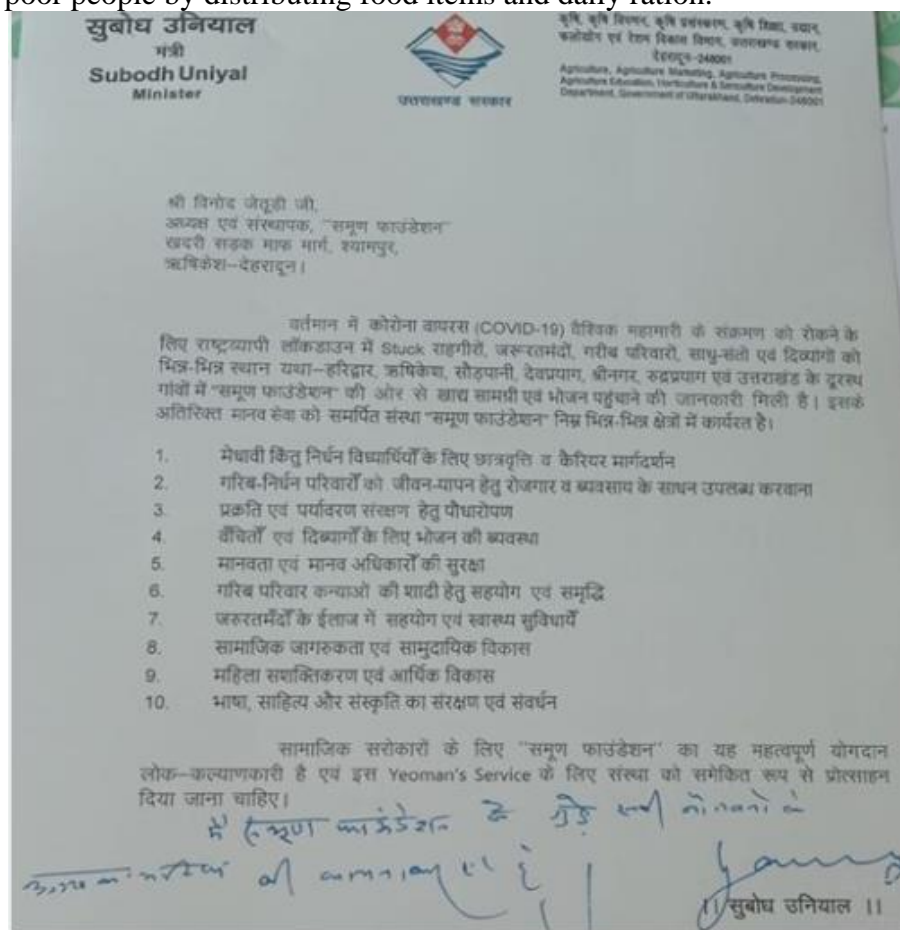 poor people by distributing food items and daily ration.
सुबोध उनियाल
मंत्री
Subodh Uniyal
Minister
उत्तराखण्ड सरकार
कृषि, कृषि विपणन, कृषि प्रसंस्करण, कृषि शिक्षा, उद्यान,
फलोद्योग एवं रेशम विकास विभाग, उत्तराखण्ड सरकार,
देहरादून-248001
Agriculture, Agriculture Marketing, Agriculture Processing,
Agriculture Education, Horticulture & Sericulture Development
Department, Government of Uttarakhand, Dehradun-248001
श्री विनोद जेठूडी जी,
अध्यक्ष एवं संस्थापक, "समूण फाउंडेशन"
खदरी सड़क माफ मार्ग, श्यामपुर,
ऋषिकेश–देहरादून।
वर्तमान में कोरोना वायरस (COVID-19) वैश्विक महामारी के संक्रमण को रोकने के
लिए राष्ट्रव्यापी लॉकडाउन में Stuck राहगीरों, जरूरतमंदों, गरीब परिवारों, साधु-संतो एवं दिव्यांगों को
भिन्न-भिन्न स्थान यथा–हरिद्वार, ऋषिकेश, सौड़पानी, देवप्रयाग, श्रीनगर, रुद्रप्रयाग एवं उत्तराखंड के दूरस्थ
गांवों में "समूण फाउंडेशन" की ओर से खाद्य सामग्री एवं भोजन पहुंचाने की जानकारी मिली है। इसके
अतिरिक्त मानव सेवा को समर्पित संस्था "समूण फाउंडेशन" निम्न भिन्न-भिन्न क्षेत्रों में कार्यरत है।
1. मेधावी किंतु निर्धन विद्यार्थियों के लिए छात्रवृत्ति व कैरियर मार्गदर्शन
2. गरिब-निर्धन परिवारों को जीवन-यापन हेतु रोजगार व ब्यवसाय के साधन उपलब्ध करवाना
3. प्रक्रति एवं पर्यावरण संरक्षण हेतु पौधारोपण
4. वँचितोँ एवं दिब्यागोँ के लिए भोजन की ब्यवस्था
5. मानवता एवं मानव अधिकारोँ की सुरक्षा
6. गरिब परिवार कन्याओं की शादी हेतु सहयोग एवं समृद्धि
7. जरुरतमँदोँ के ईलाज में सहयोग एवं स्वास्थ्य सुविधायेँ
8. सामाजिक जागरुकता एवं सामुदायिक विकास
9. महिला सशक्तिकरण एवं आर्थिक विकास
10. भाषा, साहित्य और संस्कृति का संरक्षण एवं संवर्धन
सामाजिक सरोकारों के लिए "समूण फाउंडेशन" का यह महत्वपूर्ण योगदान
लोक–कल्याणकारी है एवं इस Yeoman's Service के लिए संस्था को समेकित रूप से प्रोत्साहन
दिया जाना चाहिए।
मैं समूण फाउंडेशन
।। सुबोध उनियाल ।।